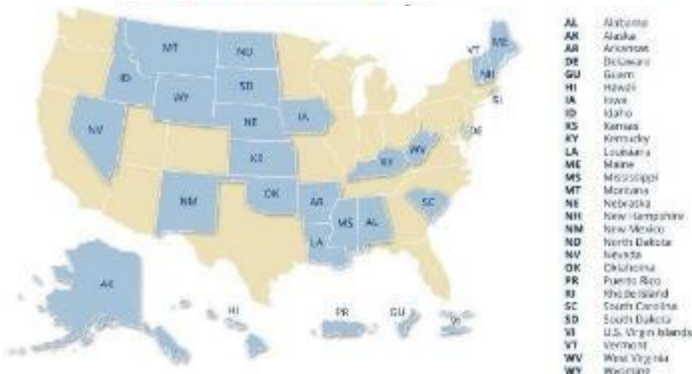 MT
ND
ME
VT
ID
NH
SD
WY
RI
IA
NE
DE
NV
WV
KS
KY
OK
NM
AR
SC
MS
AL
LA
AK
HI
PR
GU
VI
AL Alabama
AK Alaska
AR Arkansas
DE Delaware
GU Guam
HI Hawaii
IA Iowa
ID Idaho
KS Kansas
KY Kentucky
LA Louisiana
ME Maine
MS Mississippi
MT Montana
NE Nebraska
NH New Hampshire
NM New Mexico
ND North Dakota
NV Nevada
OK Oklahoma
PR Puerto Rico
RI Rhode Island
SC South Carolina
SD South Dakota
VI U.S. Virgin Islands
VT Vermont
WV West Virginia
WY Wyoming